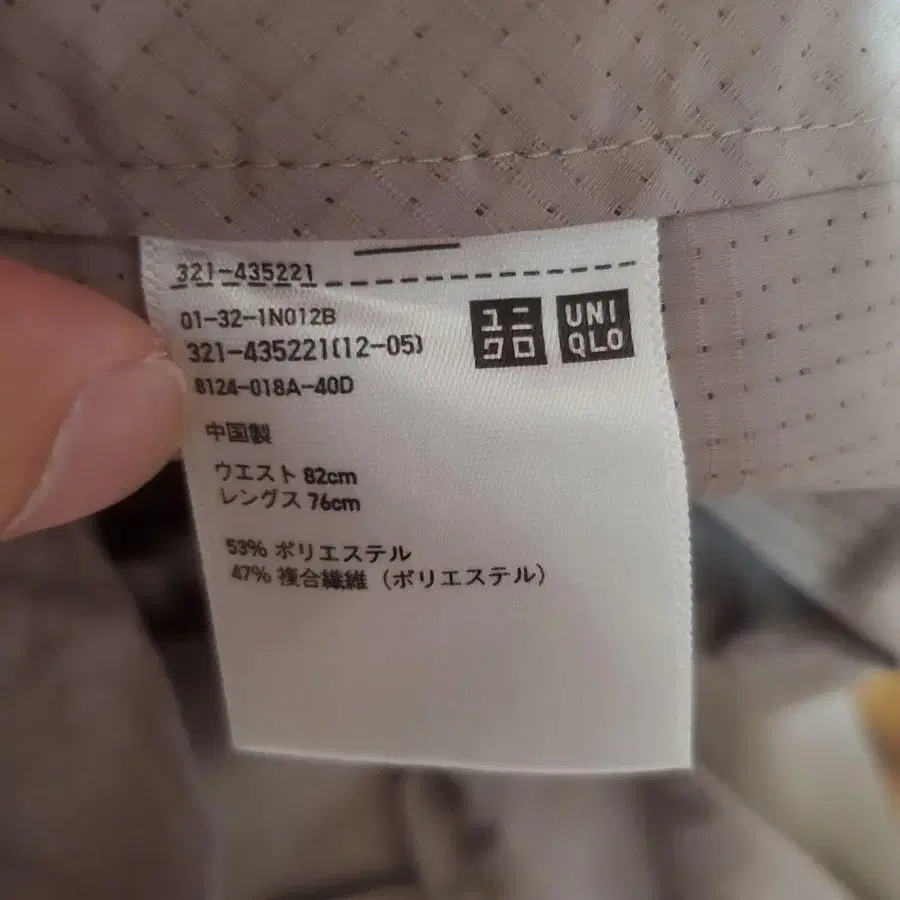 321-435221
01-32-1N012B
321-435221(12-05)
8124-018A-40D
ユニ
クロ
UNI
QLO
中国製
ウエスト 82cm
レングス 76cm
53% ポリエステル
47% 複合繊維（ポリエステル）